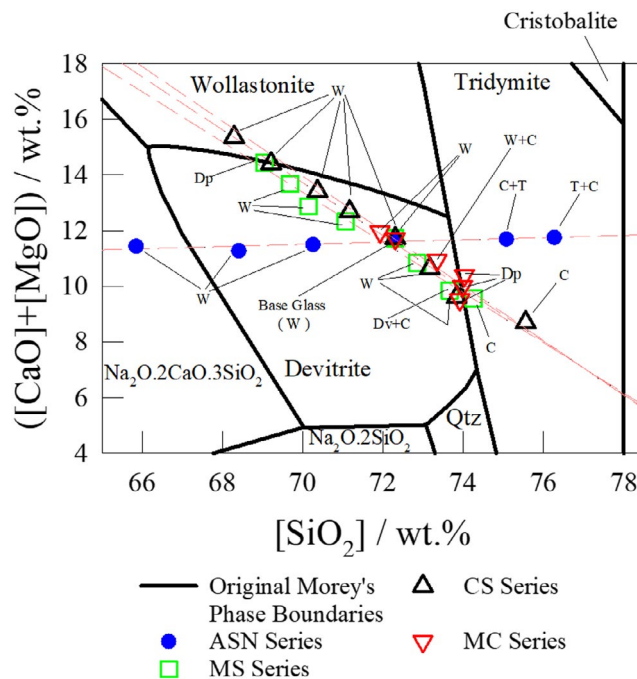 Cristobalite
Wollastonite
Tridymite
W
W
W+C
Dp
C+T
T+C
W
W
Base Glass
( W )
W
Dp
C
Dv+C
C
Devitrite
Na₂O.2CaO.3SiO₂
Na₂O.2SiO₂
Qtz
18
16
14
12
10
8
6
4
66
68
70
72
74
76
78
([CaO]+[MgO]) / wt.%
[SiO₂] / wt.%
Original Morey's
Phase Boundaries
ASN Series
MS Series
CS Series
MC Series